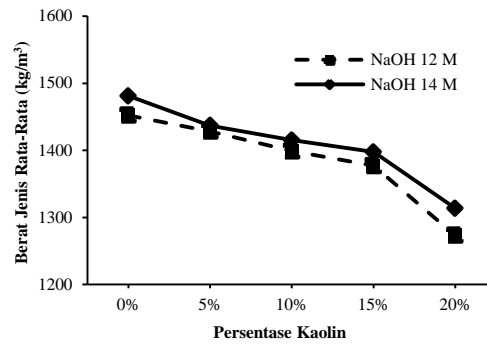 1600
1500
1400
1300
1200
Berat Jenis Rata-Rata (kg/m³)
NaOH 12 M
NaOH 14 M
0% 5% 10% 15% 20%
Persentase Kaolin